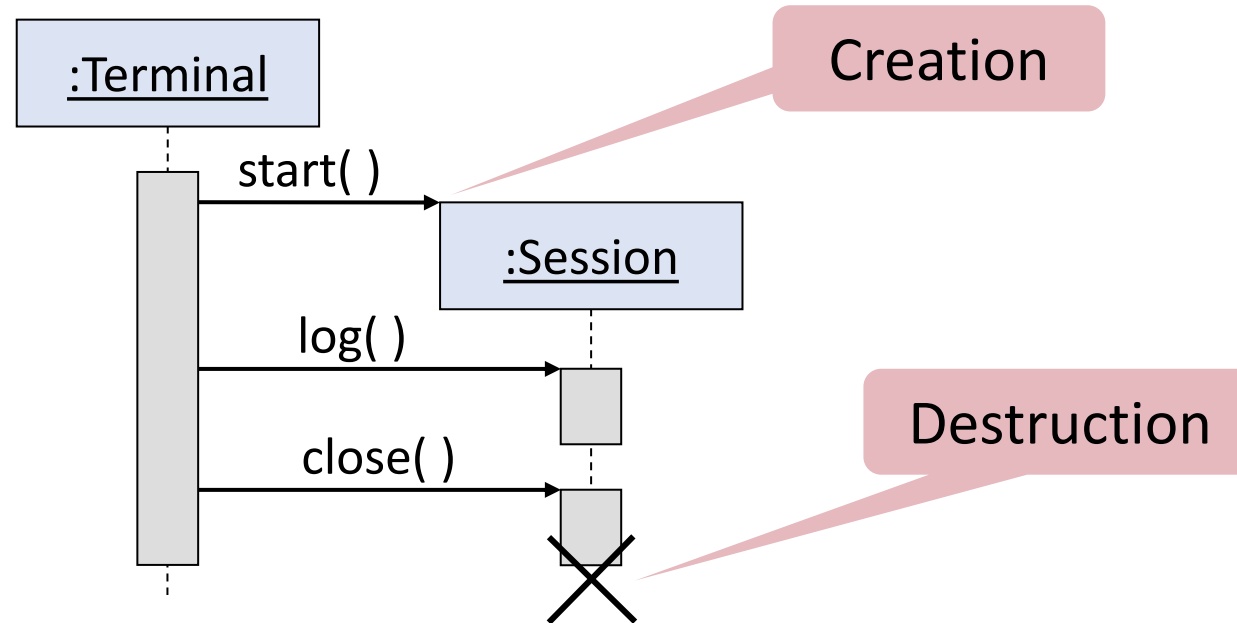 :Terminal
Creation
start( )
:Session
log( )
Destruction
close( )